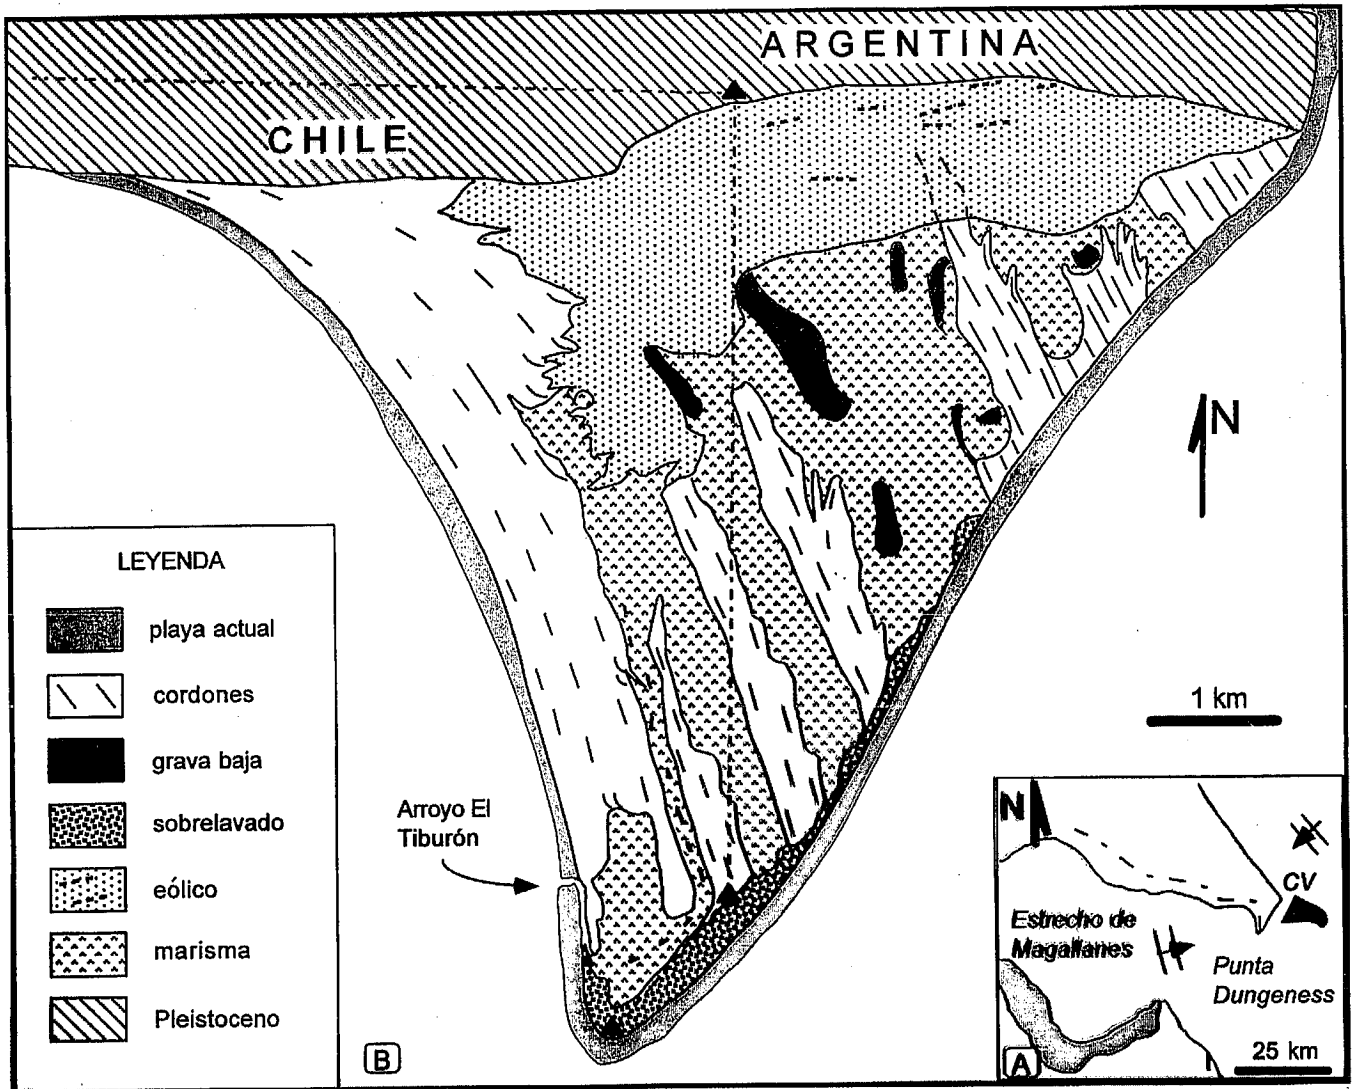 ARGENTINA
CHILE
N
1 km
LEYENDA
playa actual
cordones
grava baja
sobrelavado
eólico
marisma
Pleistoceno
Arroyo El
Tiburón
B
N
CV
Estrecho de
Magallanes
Punta
Dungeness
A
25 km